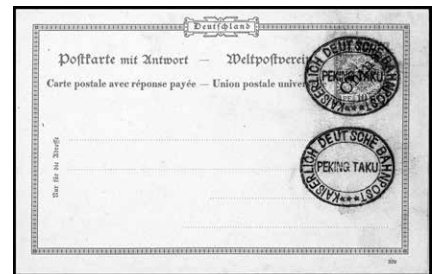 Deutschland
Postkarte mit Antwort — Weltpostverein
Carte postale avec réponse payée — Union postale univer
KAISERLICH DEUTSCHE BAHNPOST ***
PEKING TAKU
Nur für die Adresse
KAISERLICH DEUTSCHE BAHNPOST ***
PEKING TAKU